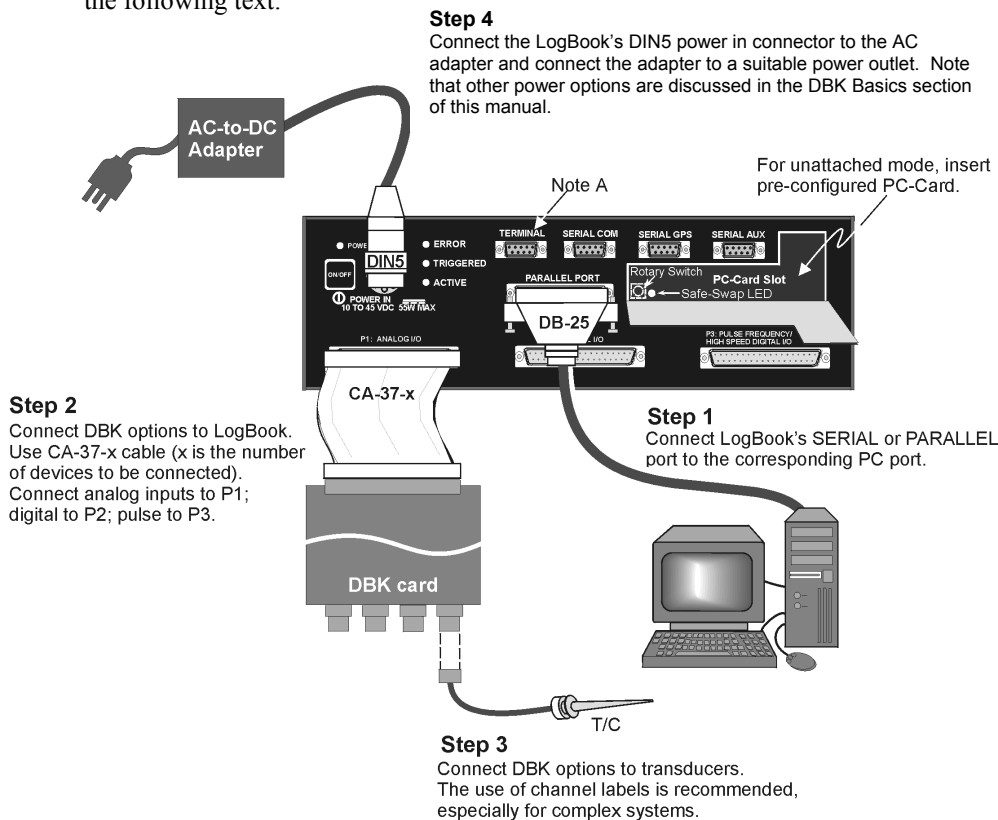 the following text.
Step 4
Connect the LogBook's DIN5 power in connector to the AC
adapter and connect the adapter to a suitable power outlet. Note
that other power options are discussed in the DBK Basics section
of this manual.
AC-to-DC
Adapter
Note A
For unattached mode, insert
pre-configured PC-Card.
TERMINAL
SERIAL COM
SERIAL GPS
SERIAL AUX
POWE
DIN5
ERROR
TRIGGERED
ACTIVE
ON/OFF
POWER IN
10 TO 45 VDC 55W MAX
PARALLEL PORT
Rotary Switch
PC-Card Slot
Safe-Swap LED
DB-25
P1: ANALOG I/O
L I/O
P3: PULSE FREQUENCY/
HIGH SPEED DIGITAL I/O
CA-37-x
Step 2
Connect DBK options to LogBook.
Use CA-37-x cable (x is the number
of devices to be connected).
Connect analog inputs to P1;
digital to P2; pulse to P3.
Step 1
Connect LogBook's SERIAL or PARALLEL
port to the corresponding PC port.
DBK card
T/C
Step 3
Connect DBK options to transducers.
The use of channel labels is recommended,
especially for complex systems.